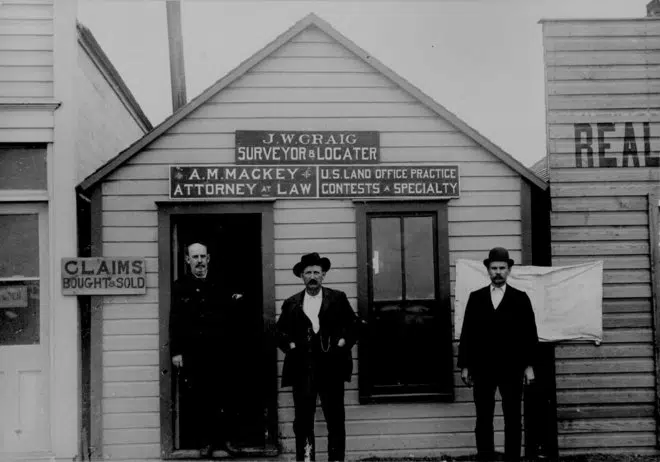 J.W.CRAIG
SURVEYOR & LOCATER
A.M. MACKEY
ATTORNEY AT LAW
U.S. LAND OFFICE PRACTICE
CONTESTS A SPECIALTY
CLAIMS
BOUGHT & SOLD
REAL